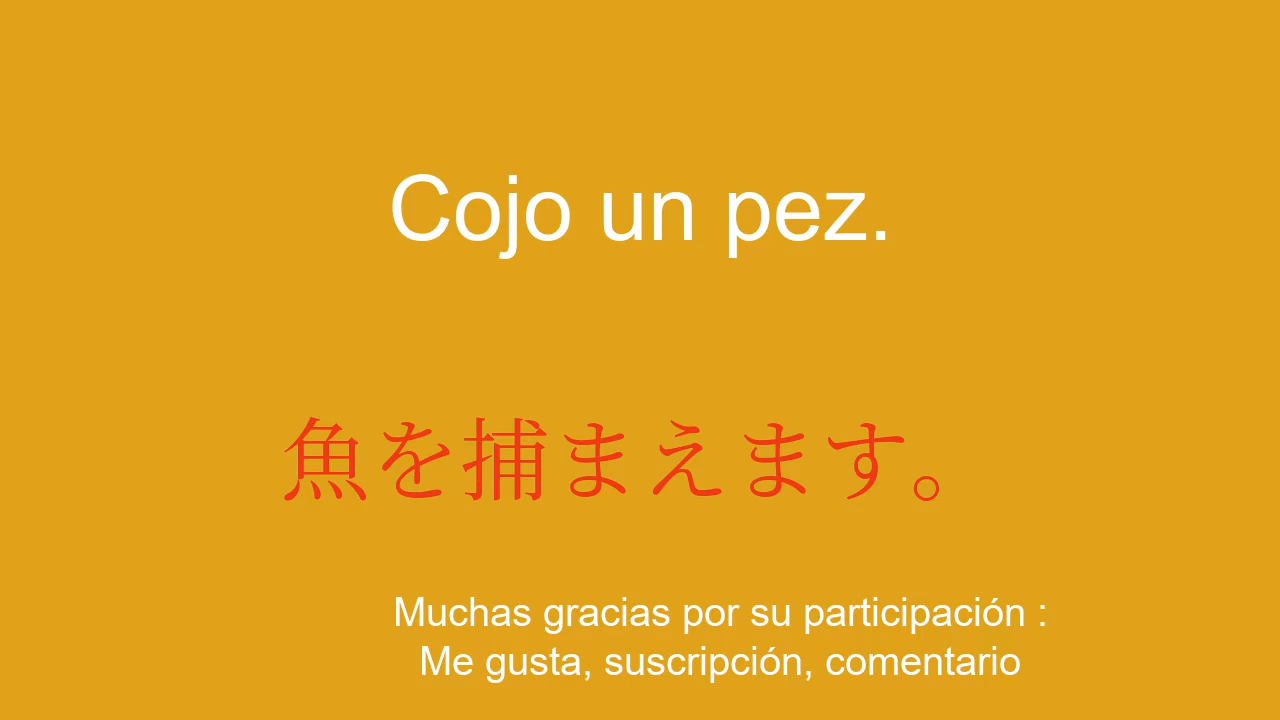 Cojo un pez.
魚を捕まえます。
Muchas gracias por su participación :
Me gusta, suscripción, comentario